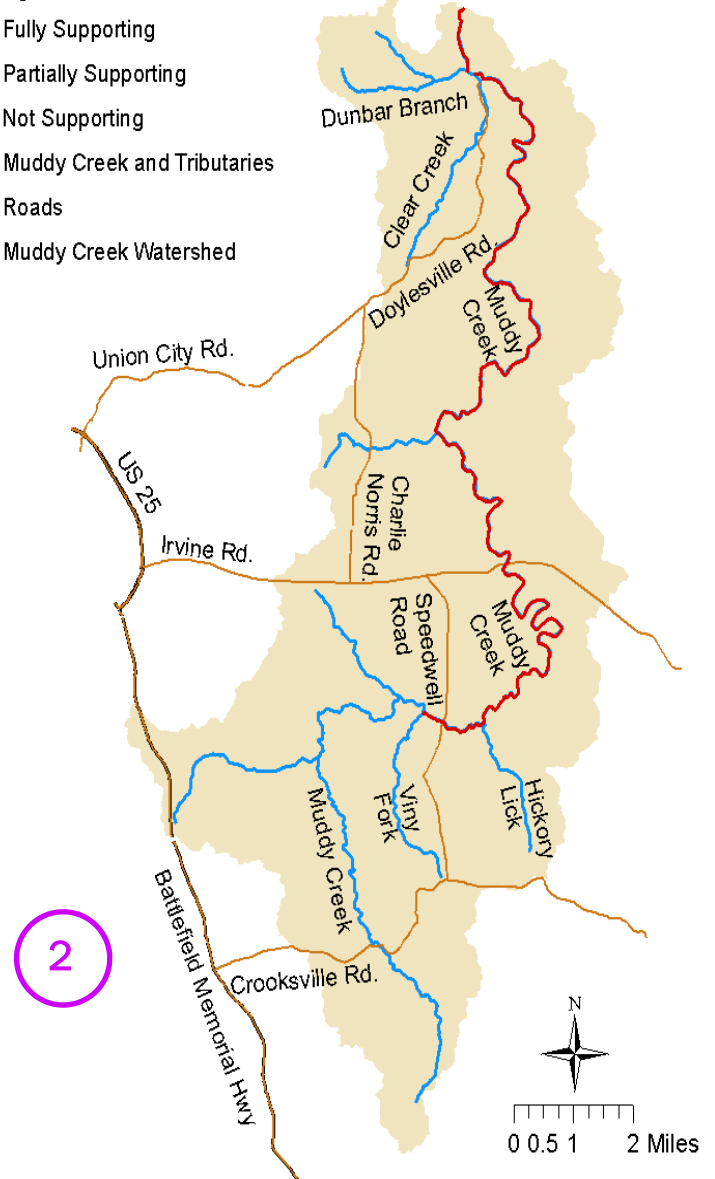 Fully Supporting
Partially Supporting
Not Supporting
Muddy Creek and Tributaries
Roads
Muddy Creek Watershed
Dunbar Branch
Clear Creek
Doylesville Rd.
Muddy
Creek
Union City Rd.
US 25
Charlie
Norris Rd.
Irvine Rd.
Speedwell
Road
Muddy
Creek
Muddy Creek
Viny
Fork
Hickory
Lick
Battlefield Memorial Hwy
2
Crooksville Rd.
N
0 0.5 1 2 Miles